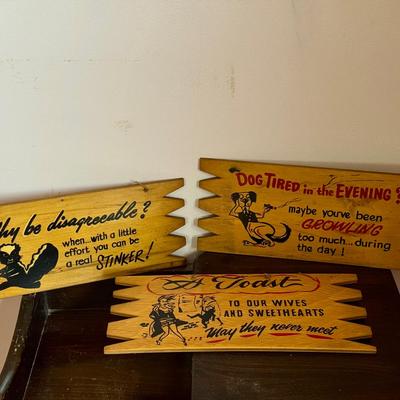 Why be disagreeable?
when...with a little
effort you can be
a real STINKER!
DOG TIRED in the EVENING?
maybe you've been
GROWLING
too much...during
the day!
A Toast
TO OUR WIVES
AND SWEETHEARTS
May they never meet